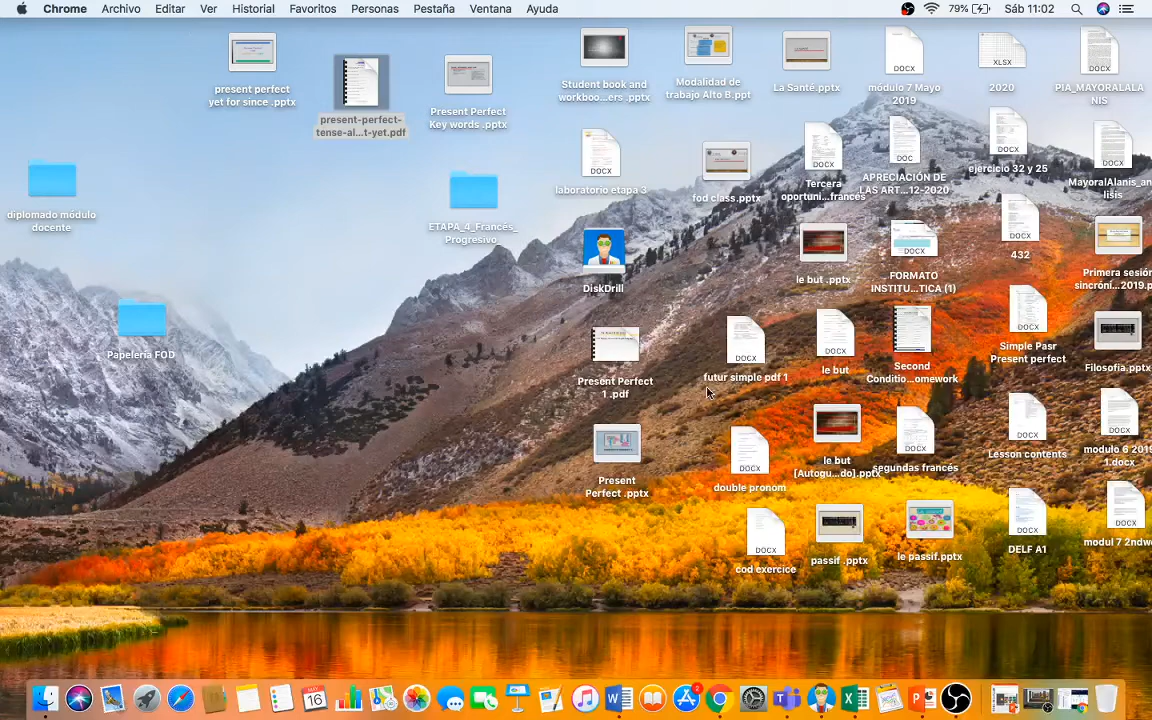 Chrome Archivo Editar Ver Historial Favoritos Personas Pestaña Ventana Ayuda 79% Sáb 11:02
present perfect
yet for since .pptx
present-perfect-
tense-al...t-yet.pdf
Present Perfect
Key words .pptx
Student book and
workboo...ers .pptx
Modalidad de
trabajo Alto B.ppt
La Santé.pptx
DOCX
módulo 7 Mayo
2019
XLSX
2020
DOCX
PIA_MAYORALALA
NIS
diplomado módulo
docente
ETAPA_4_Francés_
Progresivo
DOCX
laboratorio etapa 3
fod class.pptx
DOCX
Tercera
oportuni...francés
DOC
APRECIACIÓN DE
LAS ART...12-2020
DOCX
ejercicio 32 y 25
DOCX
MayoralAlanis_an
álisis
DiskDrill
le but .pptx
FORMATO
INSTITU...TICA (1)
DOCX
432
Primera sesión
sincróni...2019.p
Papelería FOD
Present Perfect
1 .pdf
DOCX
futur simple pdf 1
DOCX
le but
Second
Conditio...omework
DOCX
Simple Pasr
Present perfect
Filosofia.pptx
Present
Perfect .pptx
DOCX
double pronom
le but
[Autogu...do].pptx
DOCX
segundas francés
DOCX
Lesson contents
DOCX
modulo 6 2019
1.docx
DOCX
cod exercice
passif .pptx
le passif.pptx
DOCX
DELF A1
DOCX
modul 7 2ndw
MAY
16
2